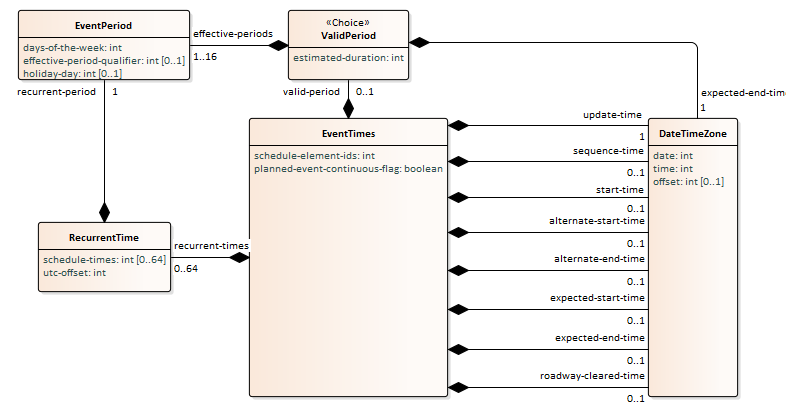 EventPeriod
days-of-the-week: int
effective-period-qualifier: int [0..1]
holiday-day: int [0..1]
effective-periods
1..16
«Choice»
ValidPeriod
estimated-duration: int
expected-end-tim
1
recurrent-period
1
valid-period
0..1
EventTimes
schedule-element-ids: int
planned-event-continuous-flag: boolean
update-time
1
sequence-time
0..1
start-time
0..1
alternate-start-time
0..1
alternate-end-time
0..1
expected-start-time
0..1
expected-end-time
0..1
roadway-cleared-time
0..1
DateTimeZone
date: int
time: int
offset: int [0..1]
RecurrentTime
schedule-times: int [0..64]
utc-offset: int
recurrent-times
0..64